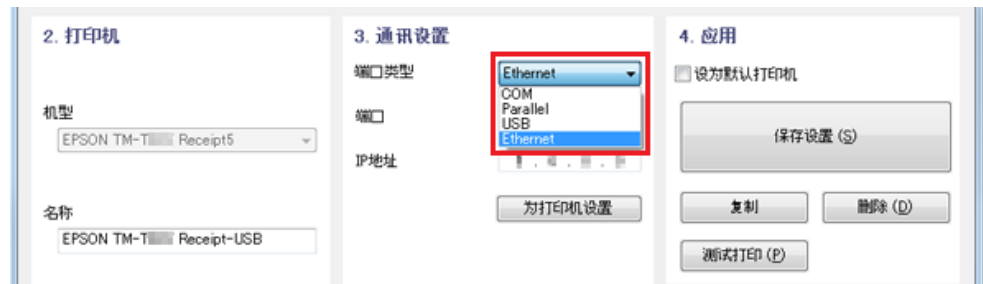 2. 打印机
机型
EPSON TM-T Receipt5
名称
EPSON TM-T Receipt-USB
3. 通讯设置
端口类型
Ethernet
COM
Parallel
USB
Ethernet
端口
IP地址
为打印机设置
4. 应用
设为默认打印机
保存设置 (S)
复制
删除 (D)
测试打印 (P)